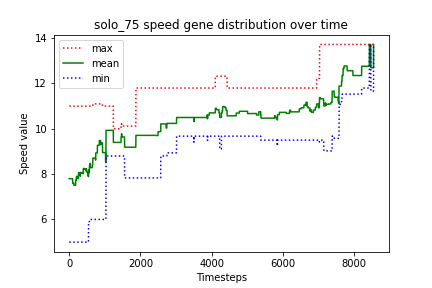 solo_75 speed gene distribution over time
max
mean
min
Speed value
14
12
10
8
6
0 2000 4000 6000 8000
Timesteps